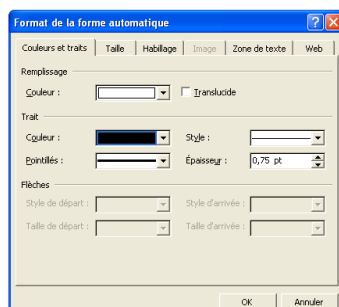 Format de la forme automatique
Couleurs et traits Taille Habillage Image Zone de texte Web
Remplissage
Couleur : Translucide
Trait
Couleur : Style :
Pointillés : Épaisseur : 0,75 pt
Flèches
Style de départ : Style d'arrivée :
Taille de départ : Taille d'arrivée :
OK Annuler